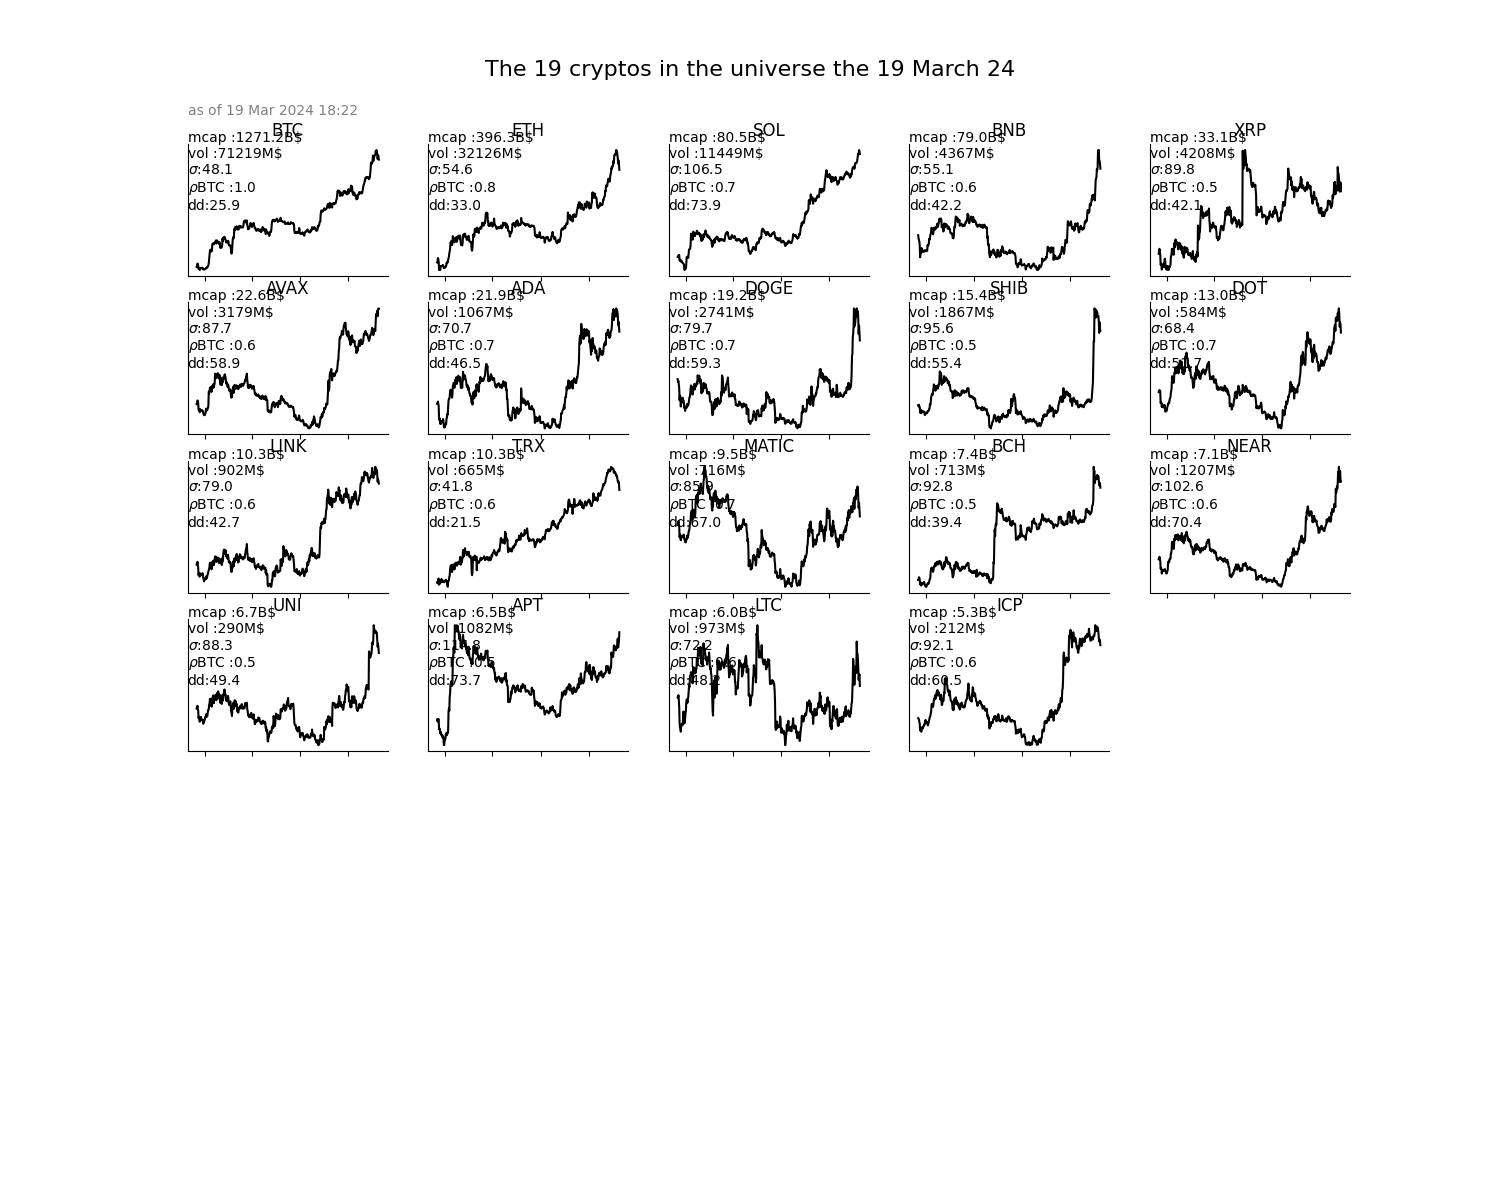 The 19 cryptos in the universe the 19 March 24
as of 19 Mar 2024 18:22
BTC
mcap :1271.2B$
vol :71219M$
σ:48.1
ρBTC :1.0
dd:25.9
ETH
mcap :396.3B$
vol :32126M$
σ:54.6
ρBTC :0.8
dd:33.0
SOL
mcap :80.5B$
vol :11449M$
σ:106.5
ρBTC :0.7
dd:73.9
BNB
mcap :79.0B$
vol :4367M$
σ:55.1
ρBTC :0.6
dd:42.2
XRP
mcap :33.1B$
vol :4208M$
σ:89.8
ρBTC :0.5
dd:42.1
AVAX
mcap :22.6B$
vol :3179M$
σ:87.7
ρBTC :0.6
dd:58.9
ADA
mcap :21.9B$
vol :1067M$
σ:70.7
ρBTC :0.7
dd:46.5
DOGE
mcap :19.2B$
vol :2741M$
σ:79.7
ρBTC :0.7
dd:59.3
SHIB
mcap :15.4B$
vol :1867M$
σ:95.6
ρBTC :0.5
dd:55.4
DOT
mcap :13.0B$
vol :584M$
σ:68.4
ρBTC :0.7
LINK
mcap :10.3B$
vol :902M$
σ:79.0
ρBTC :0.6
dd:42.7
TRX
mcap :10.3B$
vol :665M$
σ:41.8
ρBTC :0.6
dd:21.5
MATIC
mcap :9.5B$
vol :716M$
ρBTC :0.7
dd:67.0
BCH
mcap :7.4B$
vol :713M$
σ:92.8
ρBTC :0.5
dd:39.4
NEAR
mcap :7.1B$
vol :1207M$
σ:102.6
ρBTC :0.6
dd:70.4
UNI
mcap :6.7B$
vol :290M$
σ:88.3
ρBTC :0.5
dd:49.4
APT
mcap :6.5B$
vol :1082M$
ρBTC :0.5
dd:73.7
LTC
mcap :6.0B$
vol :973M$
σ:72.2
ρBTC :0.6
dd:48.2
ICP
mcap :5.3B$
vol :212M$
σ:92.1
ρBTC :0.6
dd:60.5